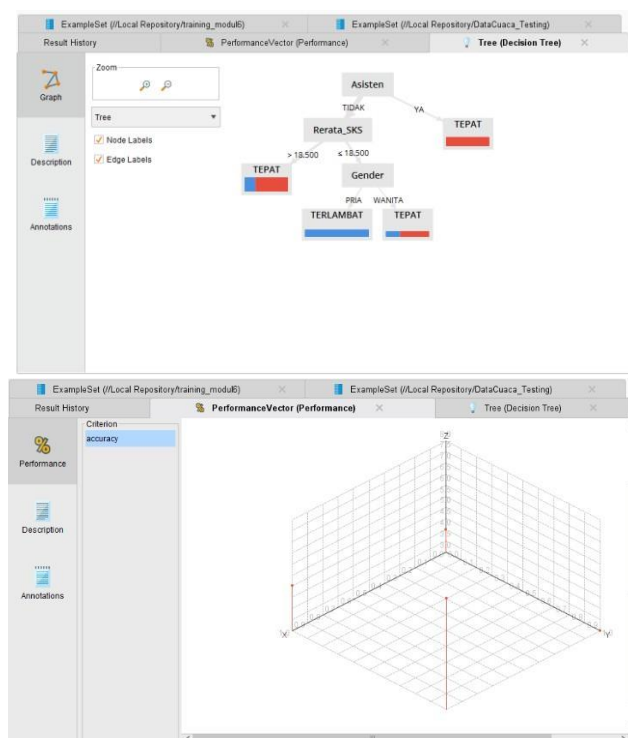 ExampleSet (//Local Repository/training_modul6)
ExampleSet (//Local Repository/DataCuaca_Testing)
Result History
PerformanceVector (Performance)
Tree (Decision Tree)
Graph
Description
Annotations
Zoom
Tree
Node Labels
Edge Labels
Asisten
TIDAK
YA
Rerata_SKS
TEPAT
> 18.500
≤ 18.500
TEPAT
Gender
PRIA
WANITA
TERLAMBAT
TEPAT
ExampleSet (//Local Repository/training_modul6)
ExampleSet (//Local Repository/DataCuaca_Testing)
Result History
PerformanceVector (Performance)
Tree (Decision Tree)
%
Performance
Description
Annotations
Criterion
accuracy
Z
X
Y